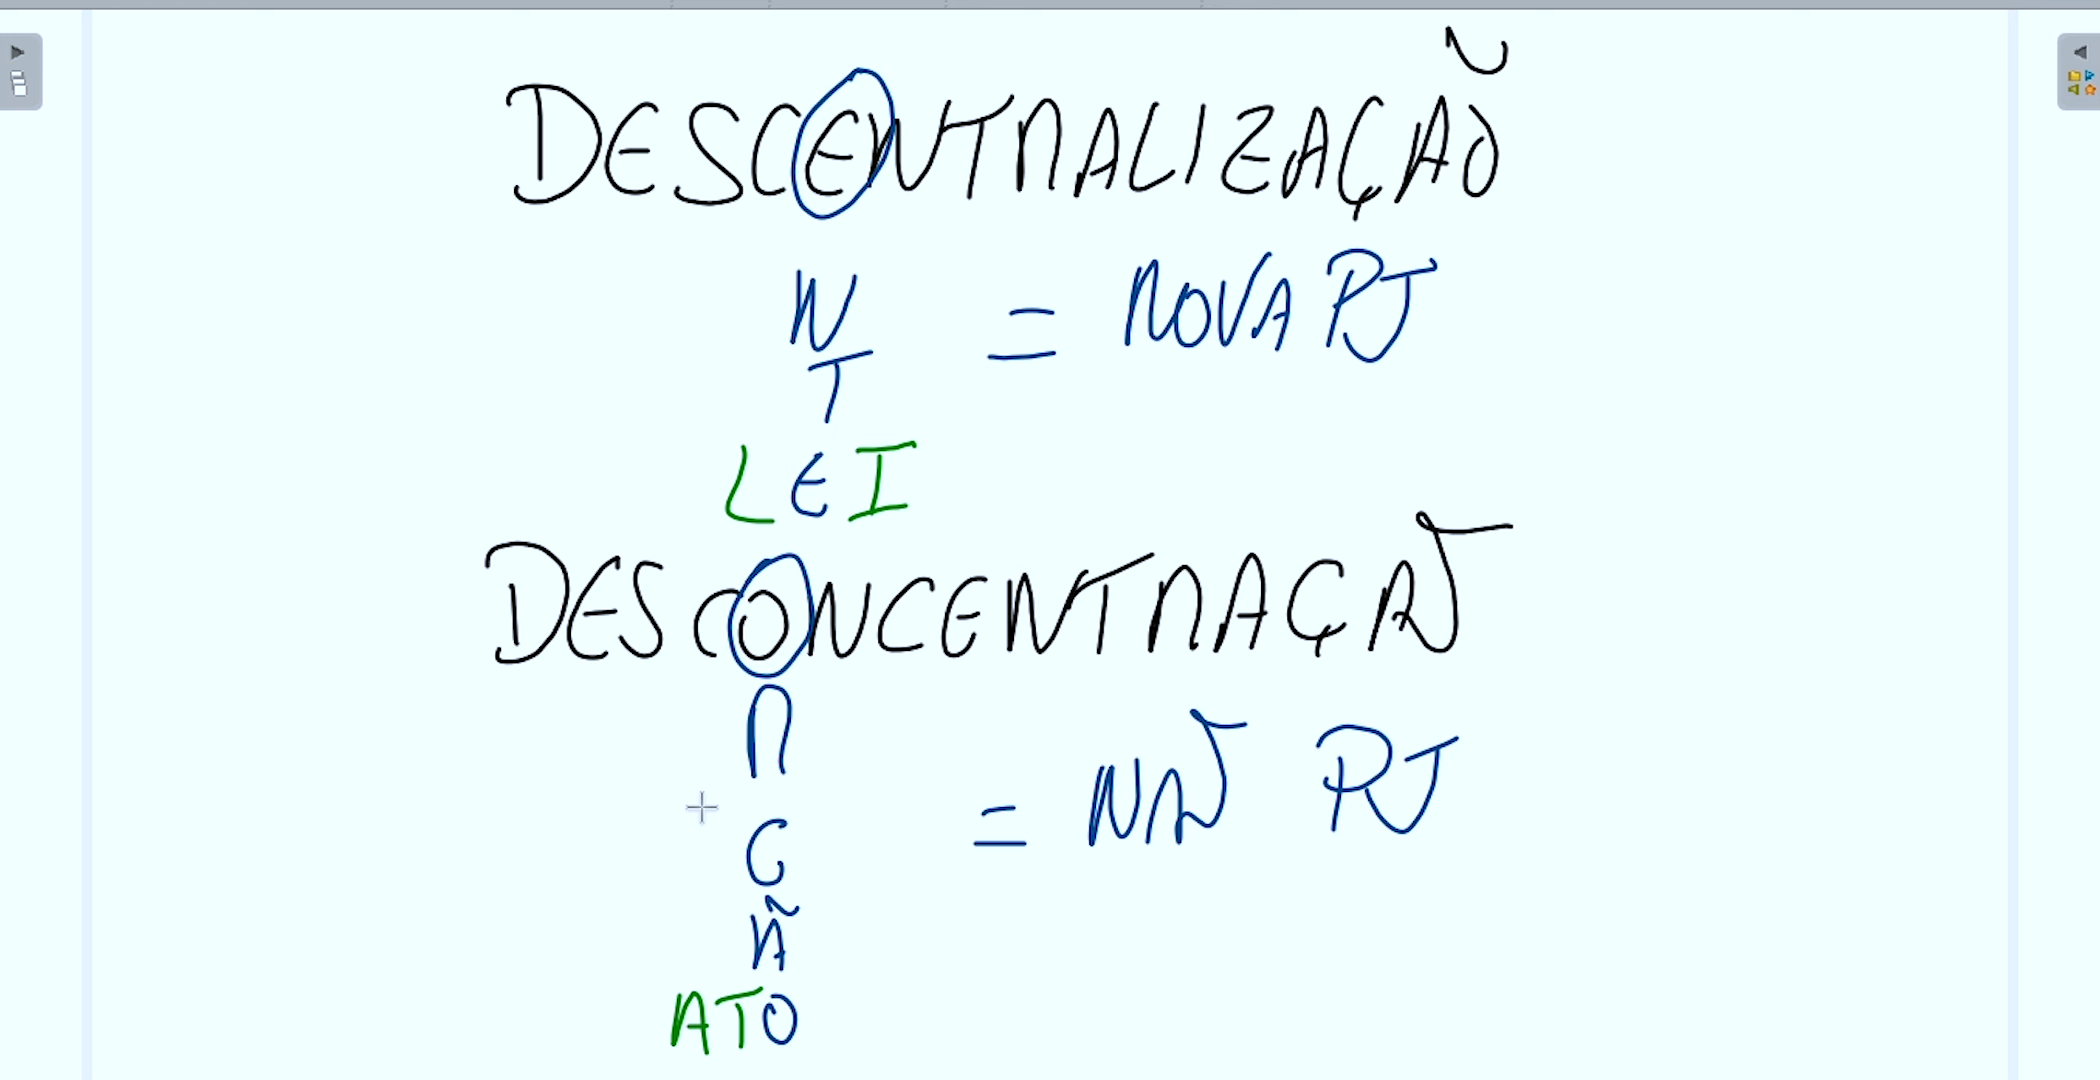 DESCENTRALIZAÇÃO
N
= NOVA PJ
T
LEI
DESCONCENTRAÇÃO
R
G
= NÃO PJ
Ã
ATO